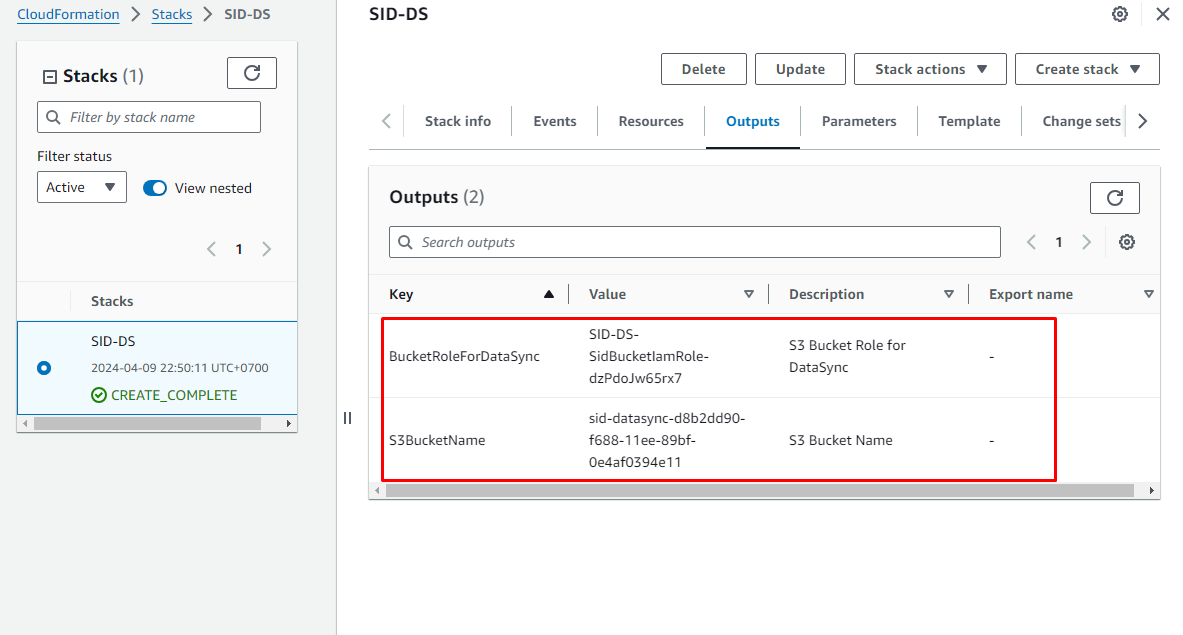 CloudFormation > Stacks > SID-DS
Stacks (1)
Filter by stack name
Filter status
Active
View nested
1
Stacks
SID-DS
2024-04-09 22:50:11 UTC+0700
CREATE_COMPLETE
SID-DS
Delete
Update
Stack actions
Create stack
Stack info
Events
Resources
Outputs
Parameters
Template
Change sets
Outputs (2)
Search outputs
1
Key
Value
Description
Export name
BucketRoleForDataSync
SID-DS-
SidBucketIamRole-
dzPdoJw65rx7
S3 Bucket Role for
DataSync
-
S3BucketName
sid-datasync-d8b2dd90-
f688-11ee-89bf-
0e4af0394e11
S3 Bucket Name
-